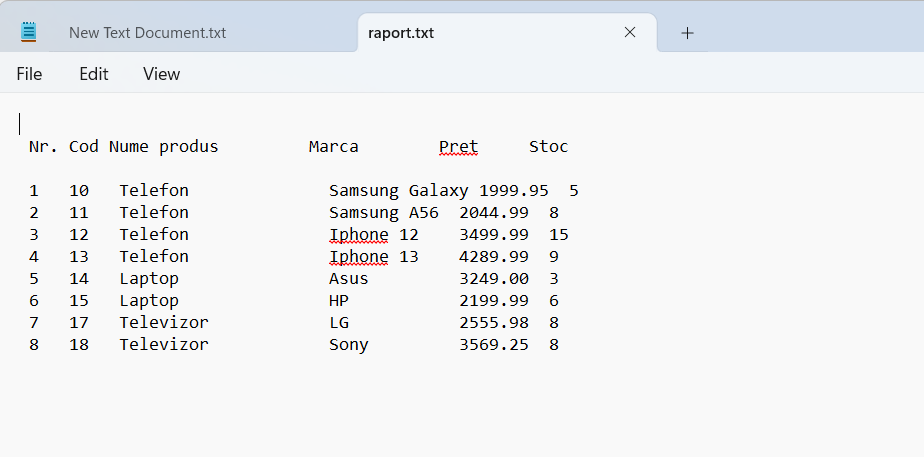 New Text Document.txt raport.txt
File Edit View
Nr. Cod Nume produs Marca Pret Stoc
1 10 Telefon Samsung Galaxy 1999.95 5
2 11 Telefon Samsung A56 2044.99 8
3 12 Telefon Iphone 12 3499.99 15
4 13 Telefon Iphone 13 4289.99 9
5 14 Laptop Asus 3249.00 3
6 15 Laptop HP 2199.99 6
7 17 Televizor LG 2555.98 8
8 18 Televizor Sony 3569.25 8